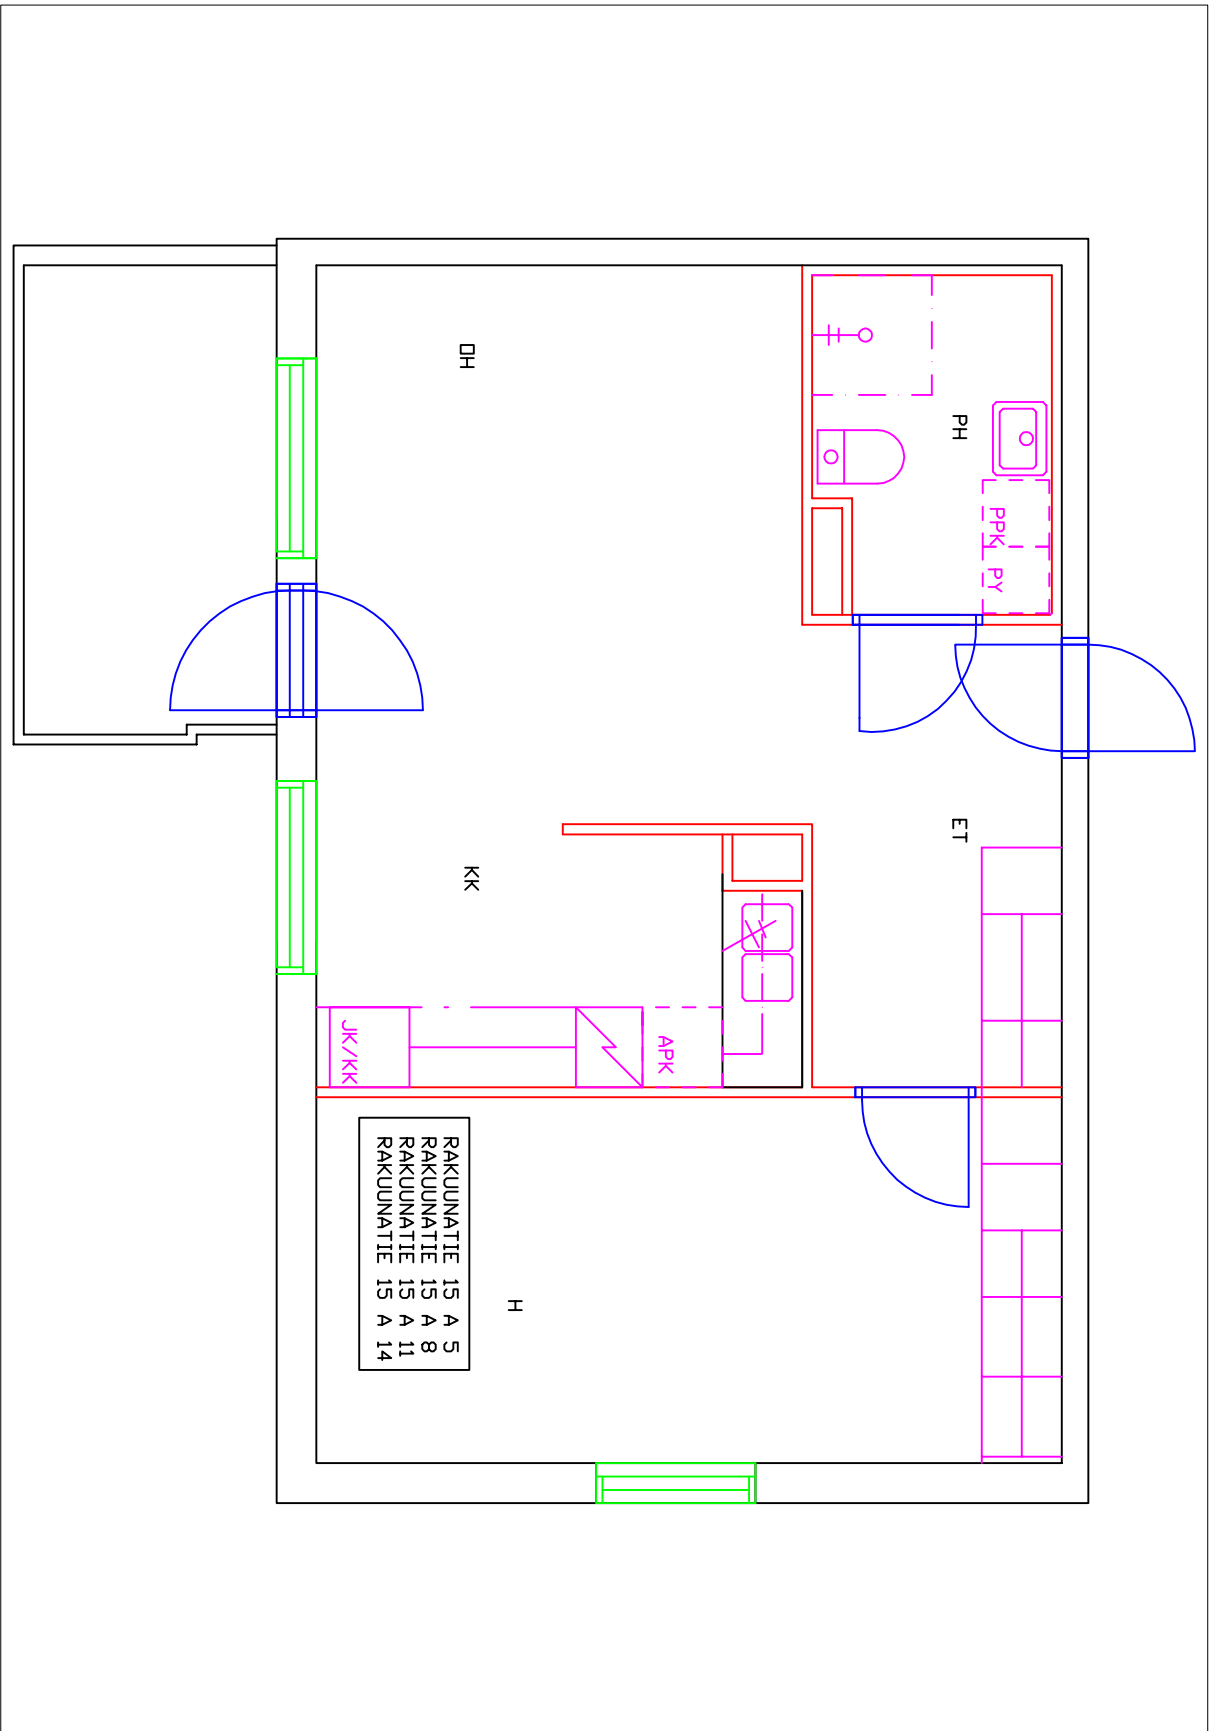 PH
PPK
PY
OH
ET
KK
APK
JK/KK
H
RAKUUNATIE 15 A 5
RAKUUNATIE 15 A 8
RAKUUNATIE 15 A 11
RAKUUNATIE 15 A 14